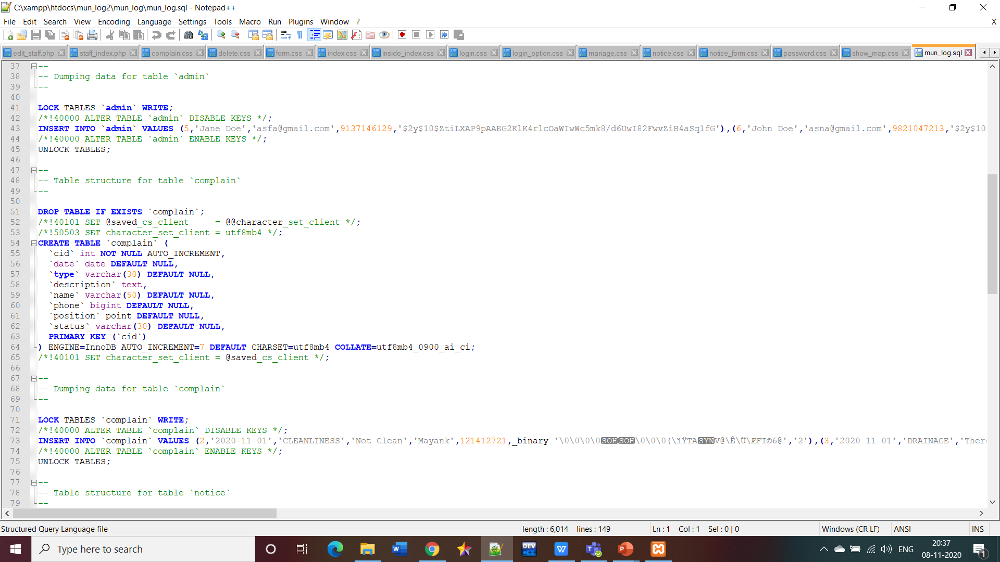 C:\xampp\htdocs\mun_log2\mun_log\mun_log.sql - Notepad++
File Edit Search View Encoding Language Settings Tools Macro Run Plugins Window ? X
edit_staff.php staff_index.php complain.css delete.css form.css index.css inside_index.css login.css login_option.css manage.css notice.css notice_form.css password.css show_map.css mun_log.sql
37 --
38 -- Dumping data for table `admin`
39 --
40
41 LOCK TABLES `admin` WRITE;
42 /*!40000 ALTER TABLE `admin` DISABLE KEYS */;
43 INSERT INTO `admin` VALUES (5,'Jane Doe','asfa@gmail.com',9137146129,'$2y$10$ZtiLXAP9pAAEG2KlK4rlcOaWIwWc5mk8/d6UwI82FwvZiB4aSq1fG'),(6,'John Doe','asna@gmail.com',9821047213,'$2y$10
44 /*!40000 ALTER TABLE `admin` ENABLE KEYS */;
45 UNLOCK TABLES;
46
47 --
48 -- Table structure for table `complain`
49 --
50
51 DROP TABLE IF EXISTS `complain`;
52 /*!40101 SET @saved_cs_client     = @@character_set_client */;
53 /*!50503 SET character_set_client = utf8mb4 */;
54 CREATE TABLE `complain` (
55 `cid` int NOT NULL AUTO_INCREMENT,
56 `date` date DEFAULT NULL,
57 `type` varchar(30) DEFAULT NULL,
58 `description` text,
59 `name` varchar(50) DEFAULT NULL,
60 `phone` bigint DEFAULT NULL,
61 `position` point DEFAULT NULL,
62 `status` varchar(30) DEFAULT NULL,
63 PRIMARY KEY (`cid`)
64 ) ENGINE=InnoDB AUTO_INCREMENT=7 DEFAULT CHARSET=utf8mb4 COLLATE=utf8mb4_0900_ai_ci;
65 /*!40101 SET character_set_client = @saved_cs_client */;
66
67 --
68 -- Dumping data for table `complain`
69 --
70
71 LOCK TABLES `complain` WRITE;
72 /*!40000 ALTER TABLE `complain` DISABLE KEYS */;
73 INSERT INTO `complain` VALUES (2,'2020-11-01','CLEANLINESS','Not Clean','Mayank',121412721,_binary '\0\0\0\0SOHSOH\0\0\0(\ïŸTASYNV@\Ê\Ü\ÆFI©6@','2'),(3,'2020-11-01','DRAINAGE','Ther
74 /*!40000 ALTER TABLE `complain` ENABLE KEYS */;
75 UNLOCK TABLES;
76
77 --
78 -- Table structure for table `notice`
79 --
Structured Query Language file length : 6,014 lines : 149 Ln : 1 Col : 1 Sel : 0 | 0 Windows (CR LF) ANSI INS
Type here to search DEV C++ ENG 20:37
08-11-2020 1